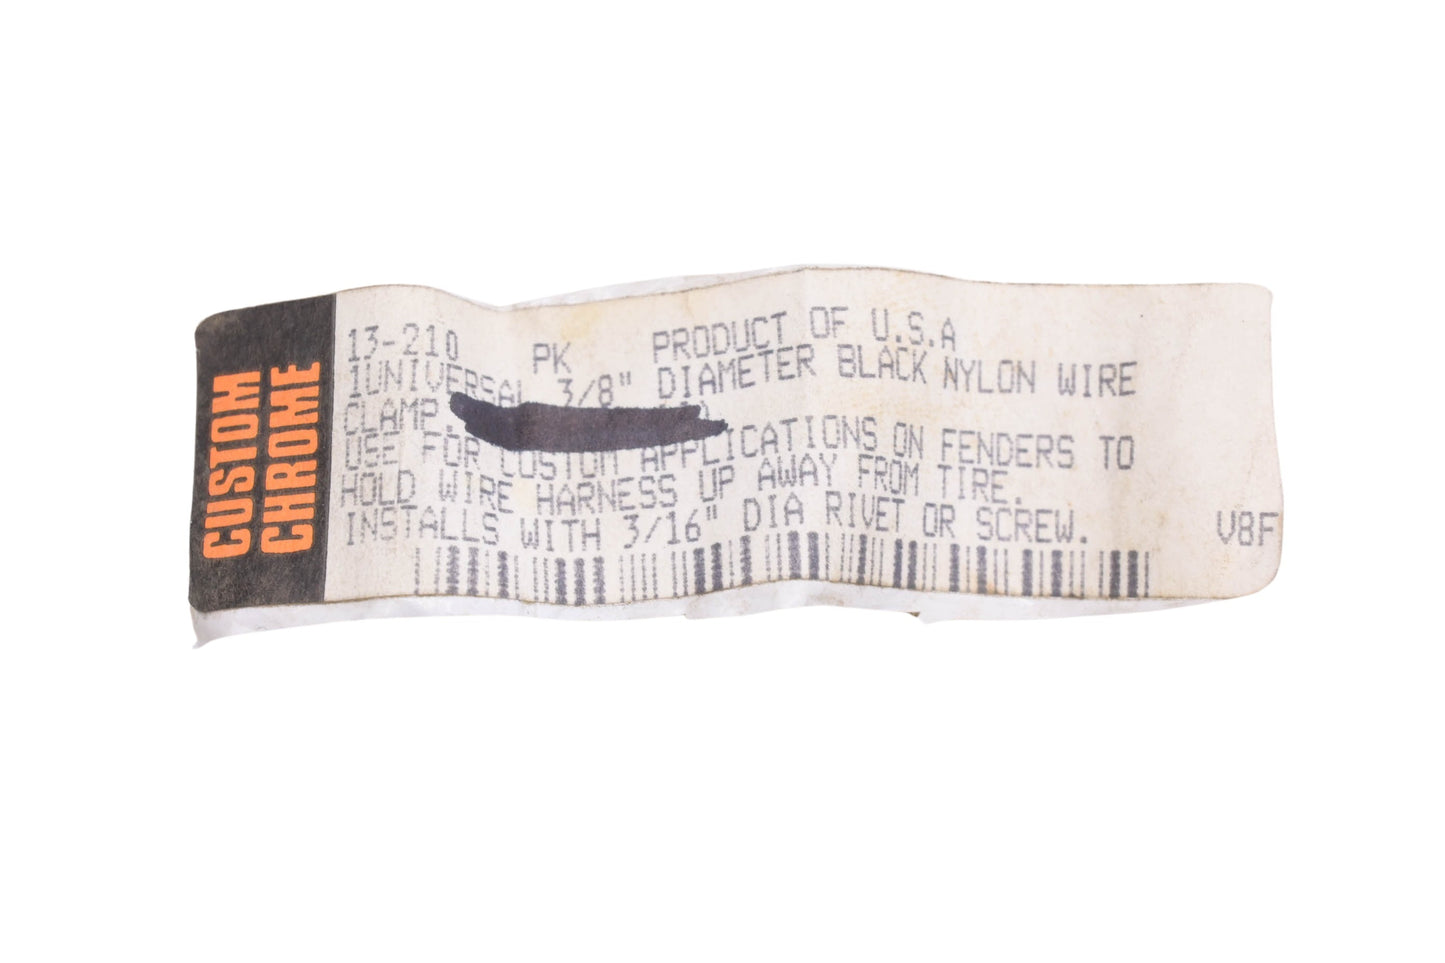 CUSTOM
CHROME
13-210 PK PRODUCT OF U.S.A
1UNIVERSAL 3/8" DIAMETER BLACK NYLON WIRE
CLAMP.
USE FOR CUSTOM APPLICATIONS ON FENDERS TO
HOLD WIRE HARNESS UP AWAY FROM TIRE.
INSTALLS WITH 3/16" DIA RIVET OR SCREW. V8F